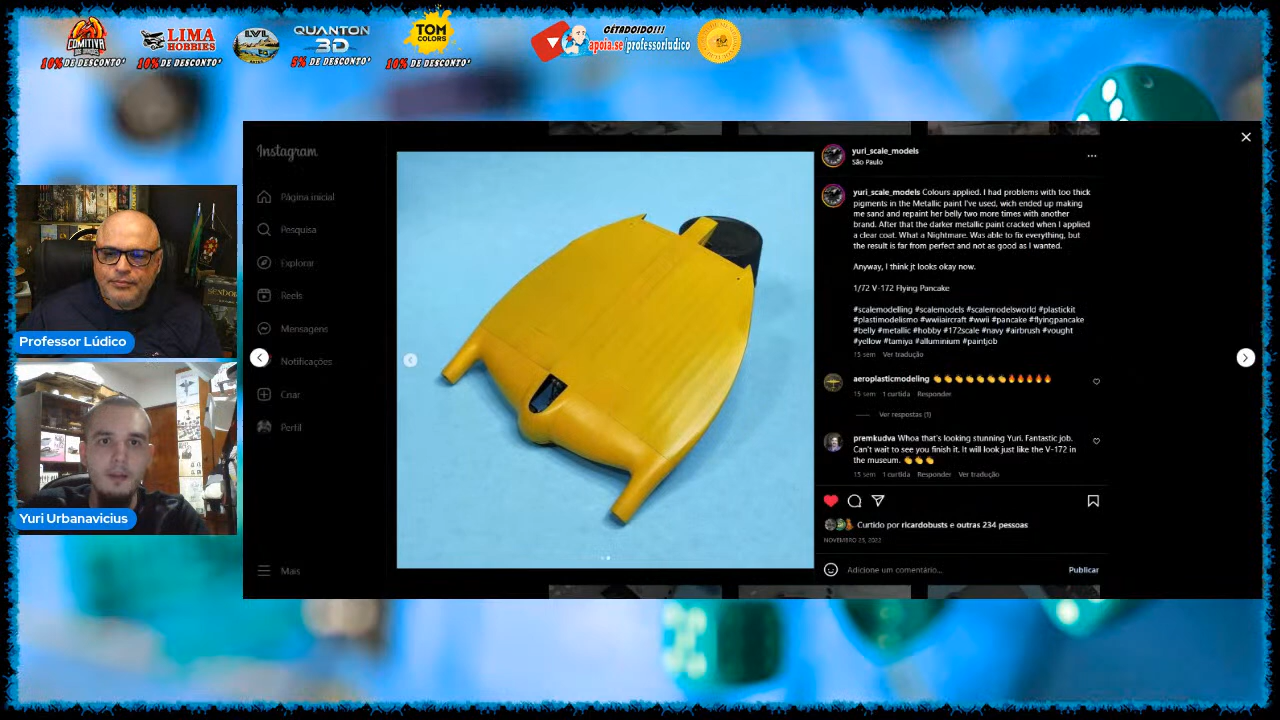 COMITIVA
10% DE DESCONTO*
LIMA
HOBBIES
10% DE DESCONTO*
LVL
QUANTON
3D
5% DE DESCONTO*
TOM
COLORS
10% DE DESCONTO*
CÊTÁDOIDO!!!
apoia.se/professorludico
Instagram
Página inicial
Pesquisa
Explorar
Reels
Mensagens
Notificações
Criar
Perfil
Mais
Professor Lúdico
Yuri Urbanavicius
yuri_scale_models
São Paulo
yuri_scale_models Colours applied. I had problems with too thick
pigments in the Metallic paint I've used, wich ended up making
me sand and repaint her belly two more times with another
brand. After that the darker metallic paint cracked when I applied
a clear coat. What a Nightmare. Was able to fix everything, but
the result is far from perfect and not as good as I wanted.
Anyway, I think jt looks okay now.
1/72 V-172 Flying Pancake
#scalemodelling #scalemodels #scalemodelsworld #plastickit
#plastimodelismo #wwiiaircraft #wwii #pancake #flyingpancake
#belly #metallic #hobby #172scale #navy #airbrush #vought
#yellow #tamiya #alluminium #paintjob
15 sem Ver tradução
aeroplasticmodeling 👏👏👏👏👏👏👏🔥🔥🔥🔥🔥
15 sem 1 curtida Responder
Ver respostas (1)
premkudva Whoa that's looking stunning Yuri. Fantastic job.
Can't wait to see you finish it. It will look just like the V-172 in
the museum. 👏👏👏
15 sem 1 curtida Responder Ver tradução
Curtido por ricardobusts e outras 234 pessoas
NOVEMBRO 23, 2022
Adicione um comentário... Publicar